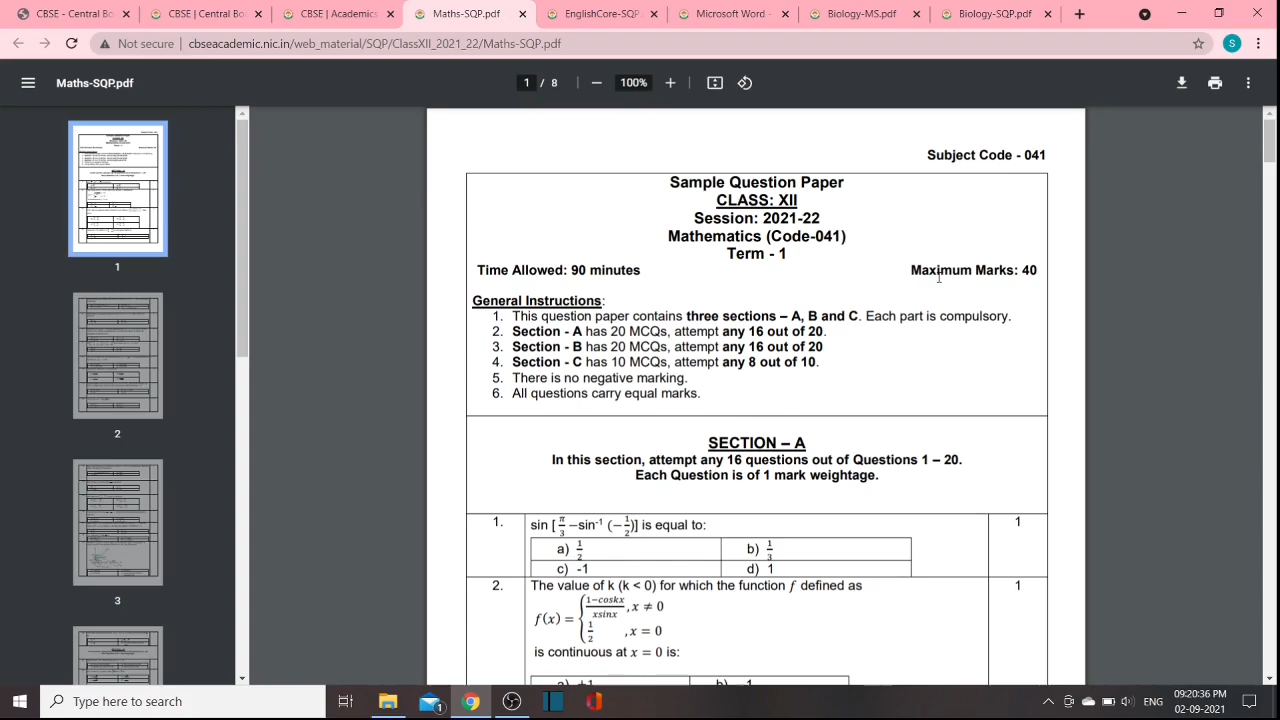 CBSE - Central Bo
CBSE | Central Bo
CBSE | Academics
Maths-SQP.pdf
EnglishCore-SQP
Microsoft Word -
Biology-MS.pdf
Biology-SQP.pdf
Not secure | cbseacademic.nic.in/web_material/SQP/ClassXII_2021_22/Maths-SQP.pdf
S
Maths-SQP.pdf
1 / 8
100%
1
2
3
Subject Code - 041
Sample Question Paper
CLASS: XII
Session: 2021-22
Mathematics (Code-041)
Term - 1
Time Allowed: 90 minutes Maximum Marks: 40
General Instructions:
1. This question paper contains three sections – A, B and C. Each part is compulsory.
2. Section - A has 20 MCQs, attempt any 16 out of 20.
3. Section - B has 20 MCQs, attempt any 16 out of 20
4. Section - C has 10 MCQs, attempt any 8 out of 10.
5. There is no negative marking.
6. All questions carry equal marks.
SECTION – A
In this section, attempt any 16 questions out of Questions 1 – 20.
Each Question is of 1 mark weightage.
1. sin [π/3 –sin⁻¹ (–1/2)] is equal to: 1
a) 1/2 b) 1/3
c) -1 d) 1
2. The value of k (k < 0) for which the function f defined as 1
f(x) = { (1−coskx)/(xsinx) , x ≠ 0
1/2 , x = 0
is continuous at x = 0 is:
a) ±1 b) −1
Type here to search
1
ENG
09:20:36 PM
02-09-2021